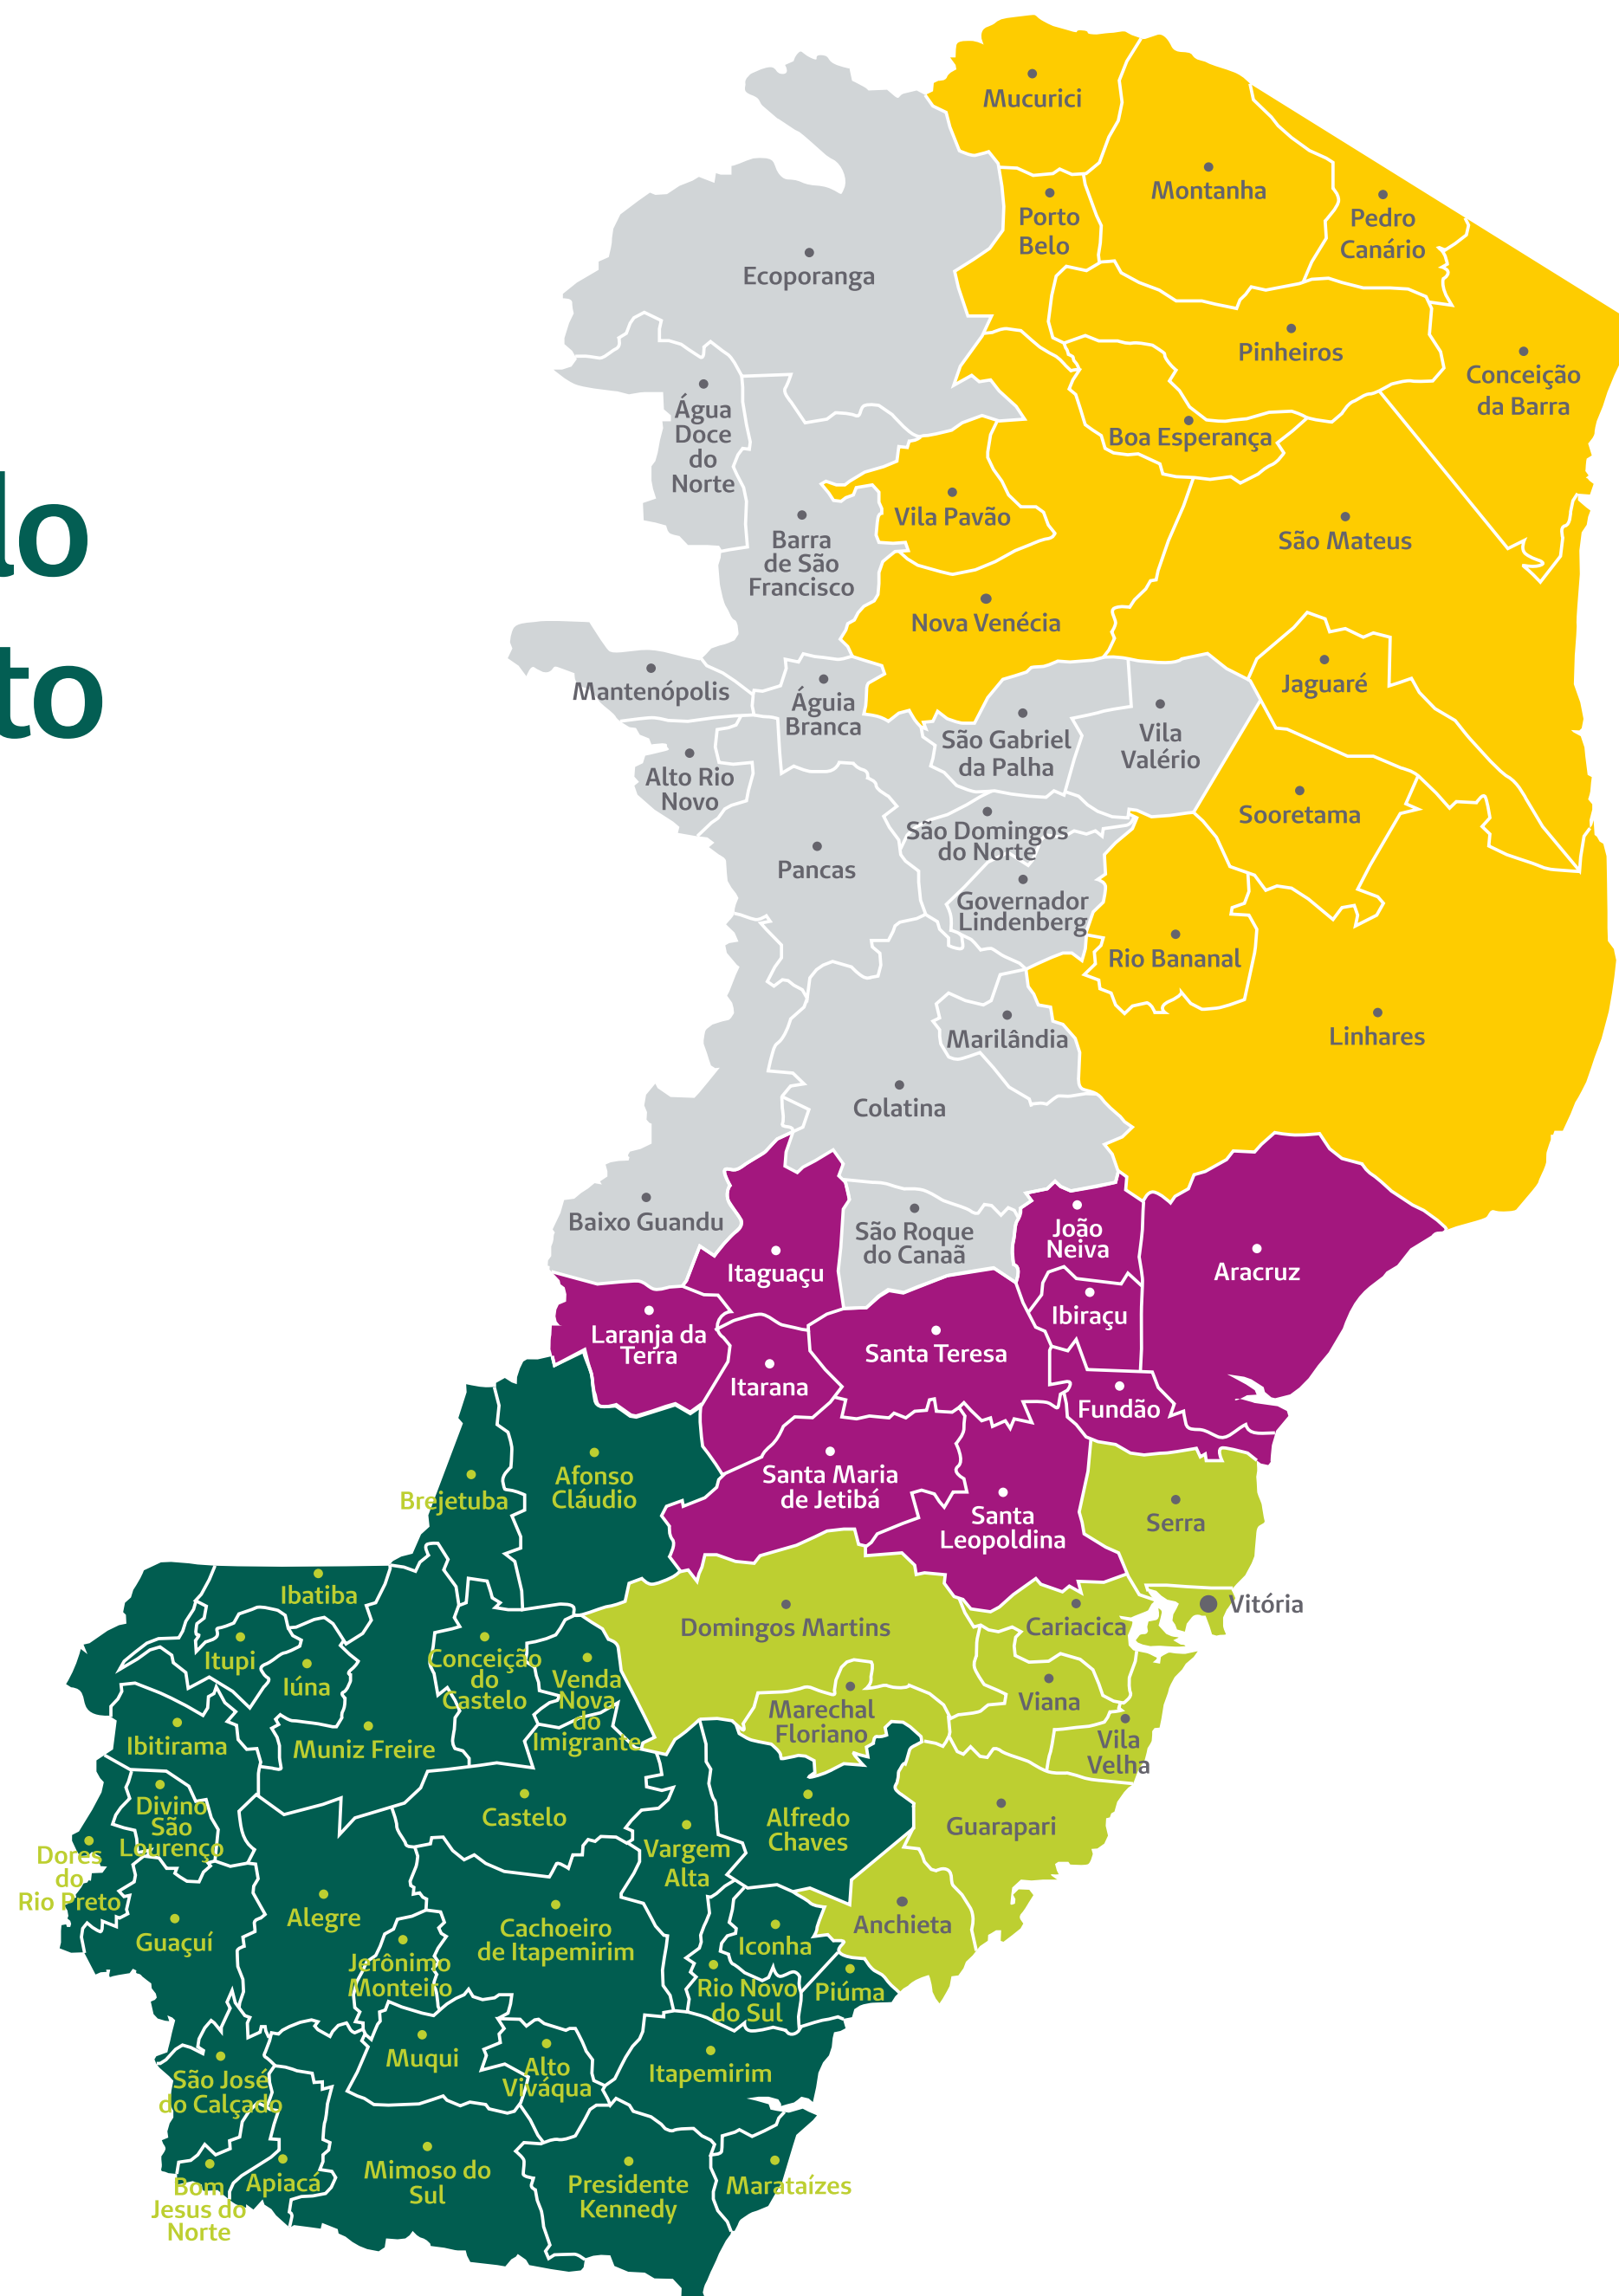 Mucurici
Montanha
Porto
Belo
Pedro
Canário
Ecoporanga
Pinheiros
Conceição
da Barra
Água
Doce
do
Norte
Boa Esperança
lo
Vila Pavão
São Mateus
Barra
de São
Francisco
Nova Venécia
to
Mantenópolis
Águia
Branca
Jaguaré
São Gabriel
da Palha
Vila
Valério
Alto Rio
Novo
Sooretama
São Domingos
do Norte
Pancas
Governador
Lindenberg
Rio Bananal
Linhares
Marilândia
Colatina
Baixo Guandu
São Roque
do Canaã
João
Neiva
Itaguaçu
Aracruz
Ibiraçu
Laranja da
Terra
Santa Teresa
Itarana
Fundão
Afonso
Cláudio
Brejetuba
Santa Maria
de Jetibá
Santa
Leopoldina
Serra
Ibatiba
Vitória
Domingos Martins
Cariacica
Itupi
Iúna
Conceição
do
Castelo
Venda
Nova
do
Imigrante
Viana
Marechal
Floriano
Ibitirama
Muniz Freire
Vila
Velha
Divino
São
Lourenço
Castelo
Alfredo
Chaves
Guarapari
Dores
do
Rio Preto
Vargem
Alta
Alegre
Guaçuí
Cachoeiro
de Itapemirim
Anchieta
Iconha
Jerônimo
Monteiro
Rio Novo
do Sul
Piúma
Muqui
Alto
Viváqua
Itapemirim
São José
do Calçado
Mimoso do
Sul
Presidente
Kennedy
Marataízes
Apiacá
Bom
Jesus do
Norte